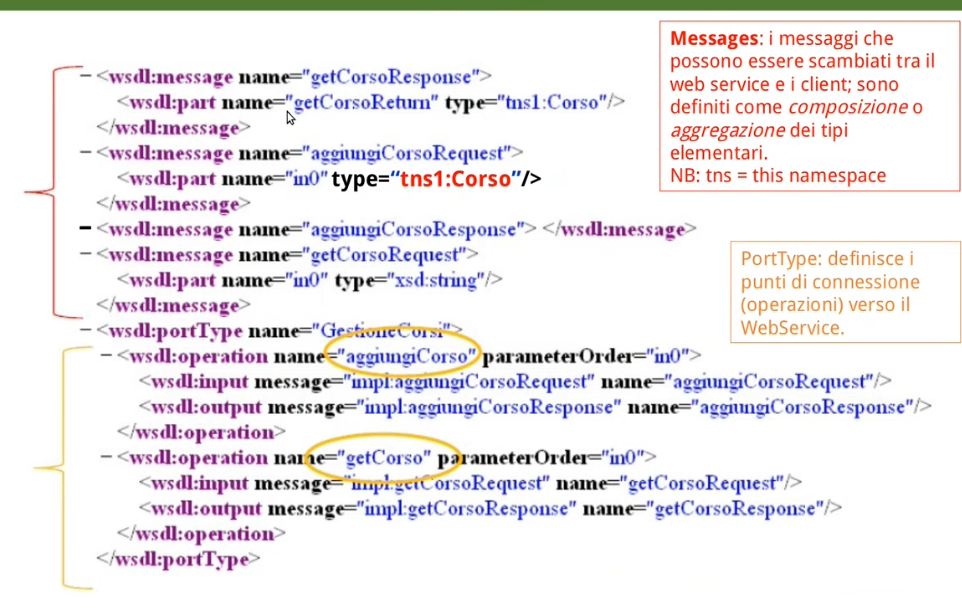 Messages: i messaggi che
possono essere scambiati tra il
web service e i client; sono
definiti come composizione o
aggregazione dei tipi
elementari.
NB: tns = this namespace
− <wsdl:message name="getCorsoResponse">
<wsdl:part name="getCorsoReturn" type="tns1:Corso"/>
</wsdl:message>
− <wsdl:message name="aggiungiCorsoRequest">
<wsdl:part name="in0" type=“tns1:Corso”/>
</wsdl:message>
− <wsdl:message name="aggiungiCorsoResponse"> </wsdl:message>
− <wsdl:message name="getCorsoRequest">
<wsdl:part name="in0" type="xsd:string"/>
</wsdl:message>
PortType: definisce i
punti di connessione
(operazioni) verso il
WebService.
− <wsdl:portType name="GestioneCorsi">
− <wsdl:operation name="aggiungiCorso" parameterOrder="in0">
<wsdl:input message="impl:aggiungiCorsoRequest" name="aggiungiCorsoRequest"/>
<wsdl:output message="impl:aggiungiCorsoResponse" name="aggiungiCorsoResponse"/>
</wsdl:operation>
− <wsdl:operation name="getCorso" parameterOrder="in0">
<wsdl:input message="impl:getCorsoRequest" name="getCorsoRequest"/>
<wsdl:output message="impl:getCorsoResponse" name="getCorsoResponse"/>
</wsdl:operation>
</wsdl:portType>